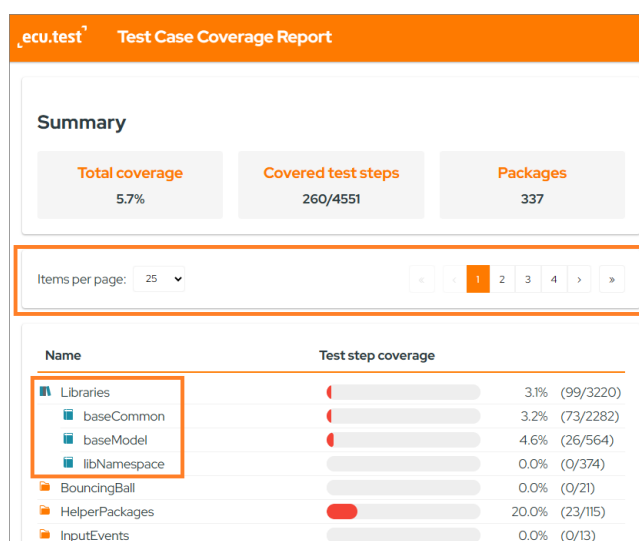 ecu.test Test Case Coverage Report
Summary
Total coverage Covered test steps Packages
5.7% 260/4551 337
Items per page: 25 « ‹ 1 2 3 4 › »
Name Test step coverage
Libraries 3.1% (99/3220)
baseCommon 3.2% (73/2282)
baseModel 4.6% (26/564)
libNamespace 0.0% (0/374)
BouncingBall 0.0% (0/21)
HelperPackages 20.0% (23/115)
InputEvents 0.0% (0/13)